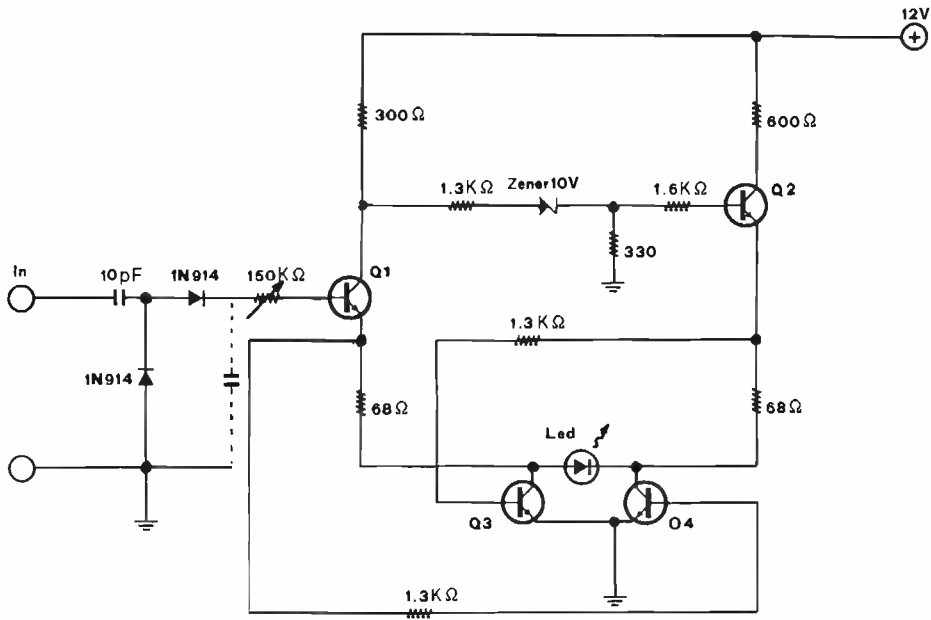 12V
+
300Ω
600Ω
1.3KΩ
Zener10V
1.6KΩ
Q2
330
In
10pF
1N914
150KΩ
Q1
1N914
1.3KΩ
68Ω
68Ω
Led
Q3
O4
1.3KΩ